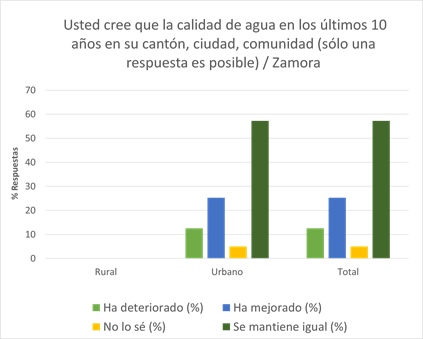 Usted cree que la calidad de agua en los últimos 10
años en su cantón, ciudad, comunidad (sólo una
respuesta es posible) / Zamora
70
60
50
40
30
20
10
0
% Respuestas
Rural Urbano Total
Ha deteriorado (%) Ha mejorado (%)
No lo sé (%) Se mantiene igual (%)